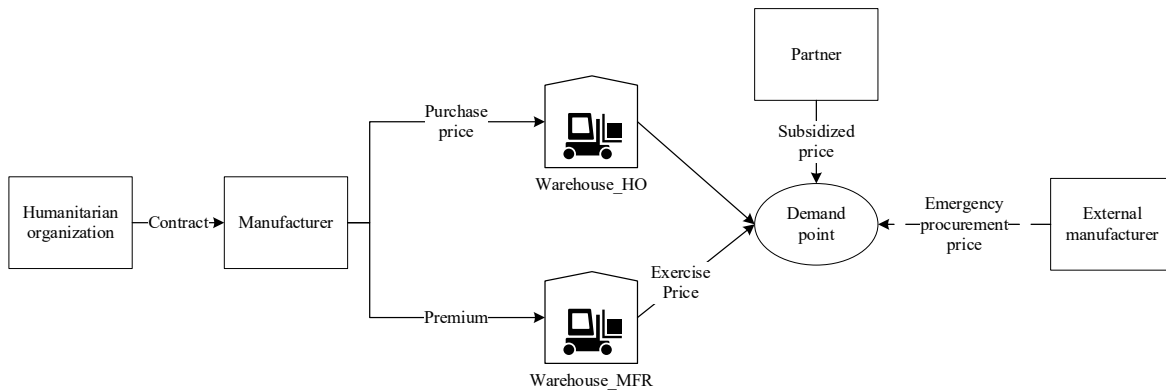 Humanitarian
organization
Contract
Manufacturer
Purchase
price
Warehouse_HO
Premium
Warehouse_MFR
Exercise
Price
Partner
Subsidized
price
Demand
point
Emergency
procurement
price
External
manufacturer